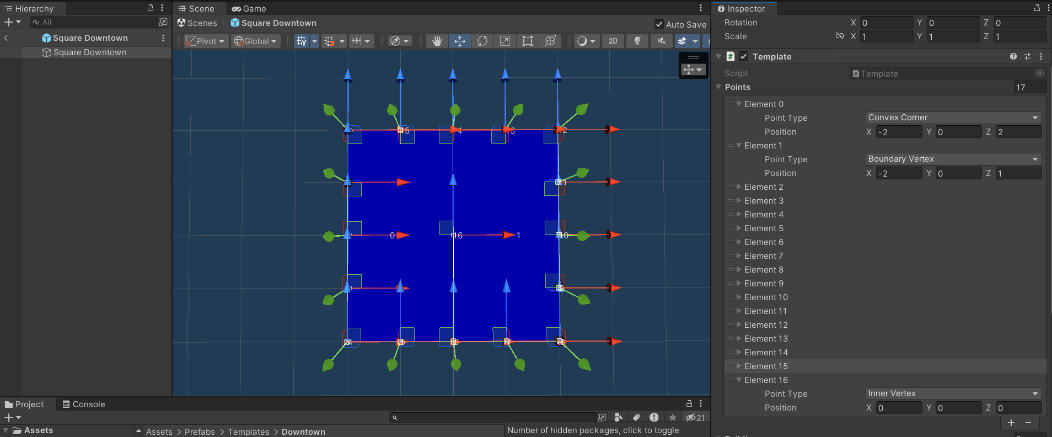 Hierarchy
All
Square Downtown
Square Downtown
Scene
Game
Scenes
Square Downtown
Auto Save
Pivot
Global
2D
0
16
1
Project
Console
21
Assets
Assets > Prefabs > Templates > Downtown
Number of hidden packages, click to toggle
Inspector
Rotation X 0 Y 0 Z 0
Scale X 1 Y 1 Z 1
Template
Script Template
Points 17
Element 0
Point Type Convex Corner
Position X -2 Y 0 Z 2
Element 1
Point Type Boundary Vertex
Position X -2 Y 0 Z 1
Element 2
Element 3
Element 4
Element 5
Element 6
Element 7
Element 8
Element 9
Element 10
Element 11
Element 12
Element 13
Element 14
Element 15
Element 16
Point Type Inner Vertex
Position X 0 Y 0 Z 0